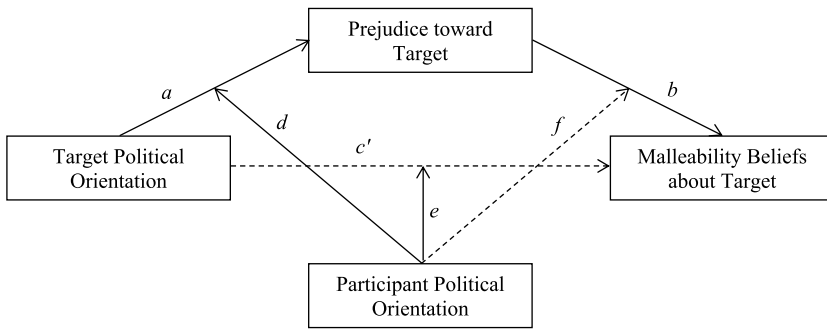 Prejudice toward
Target
a
b
d
f
Target Political
Orientation
c'
Malleability Beliefs
about Target
e
Participant Political
Orientation